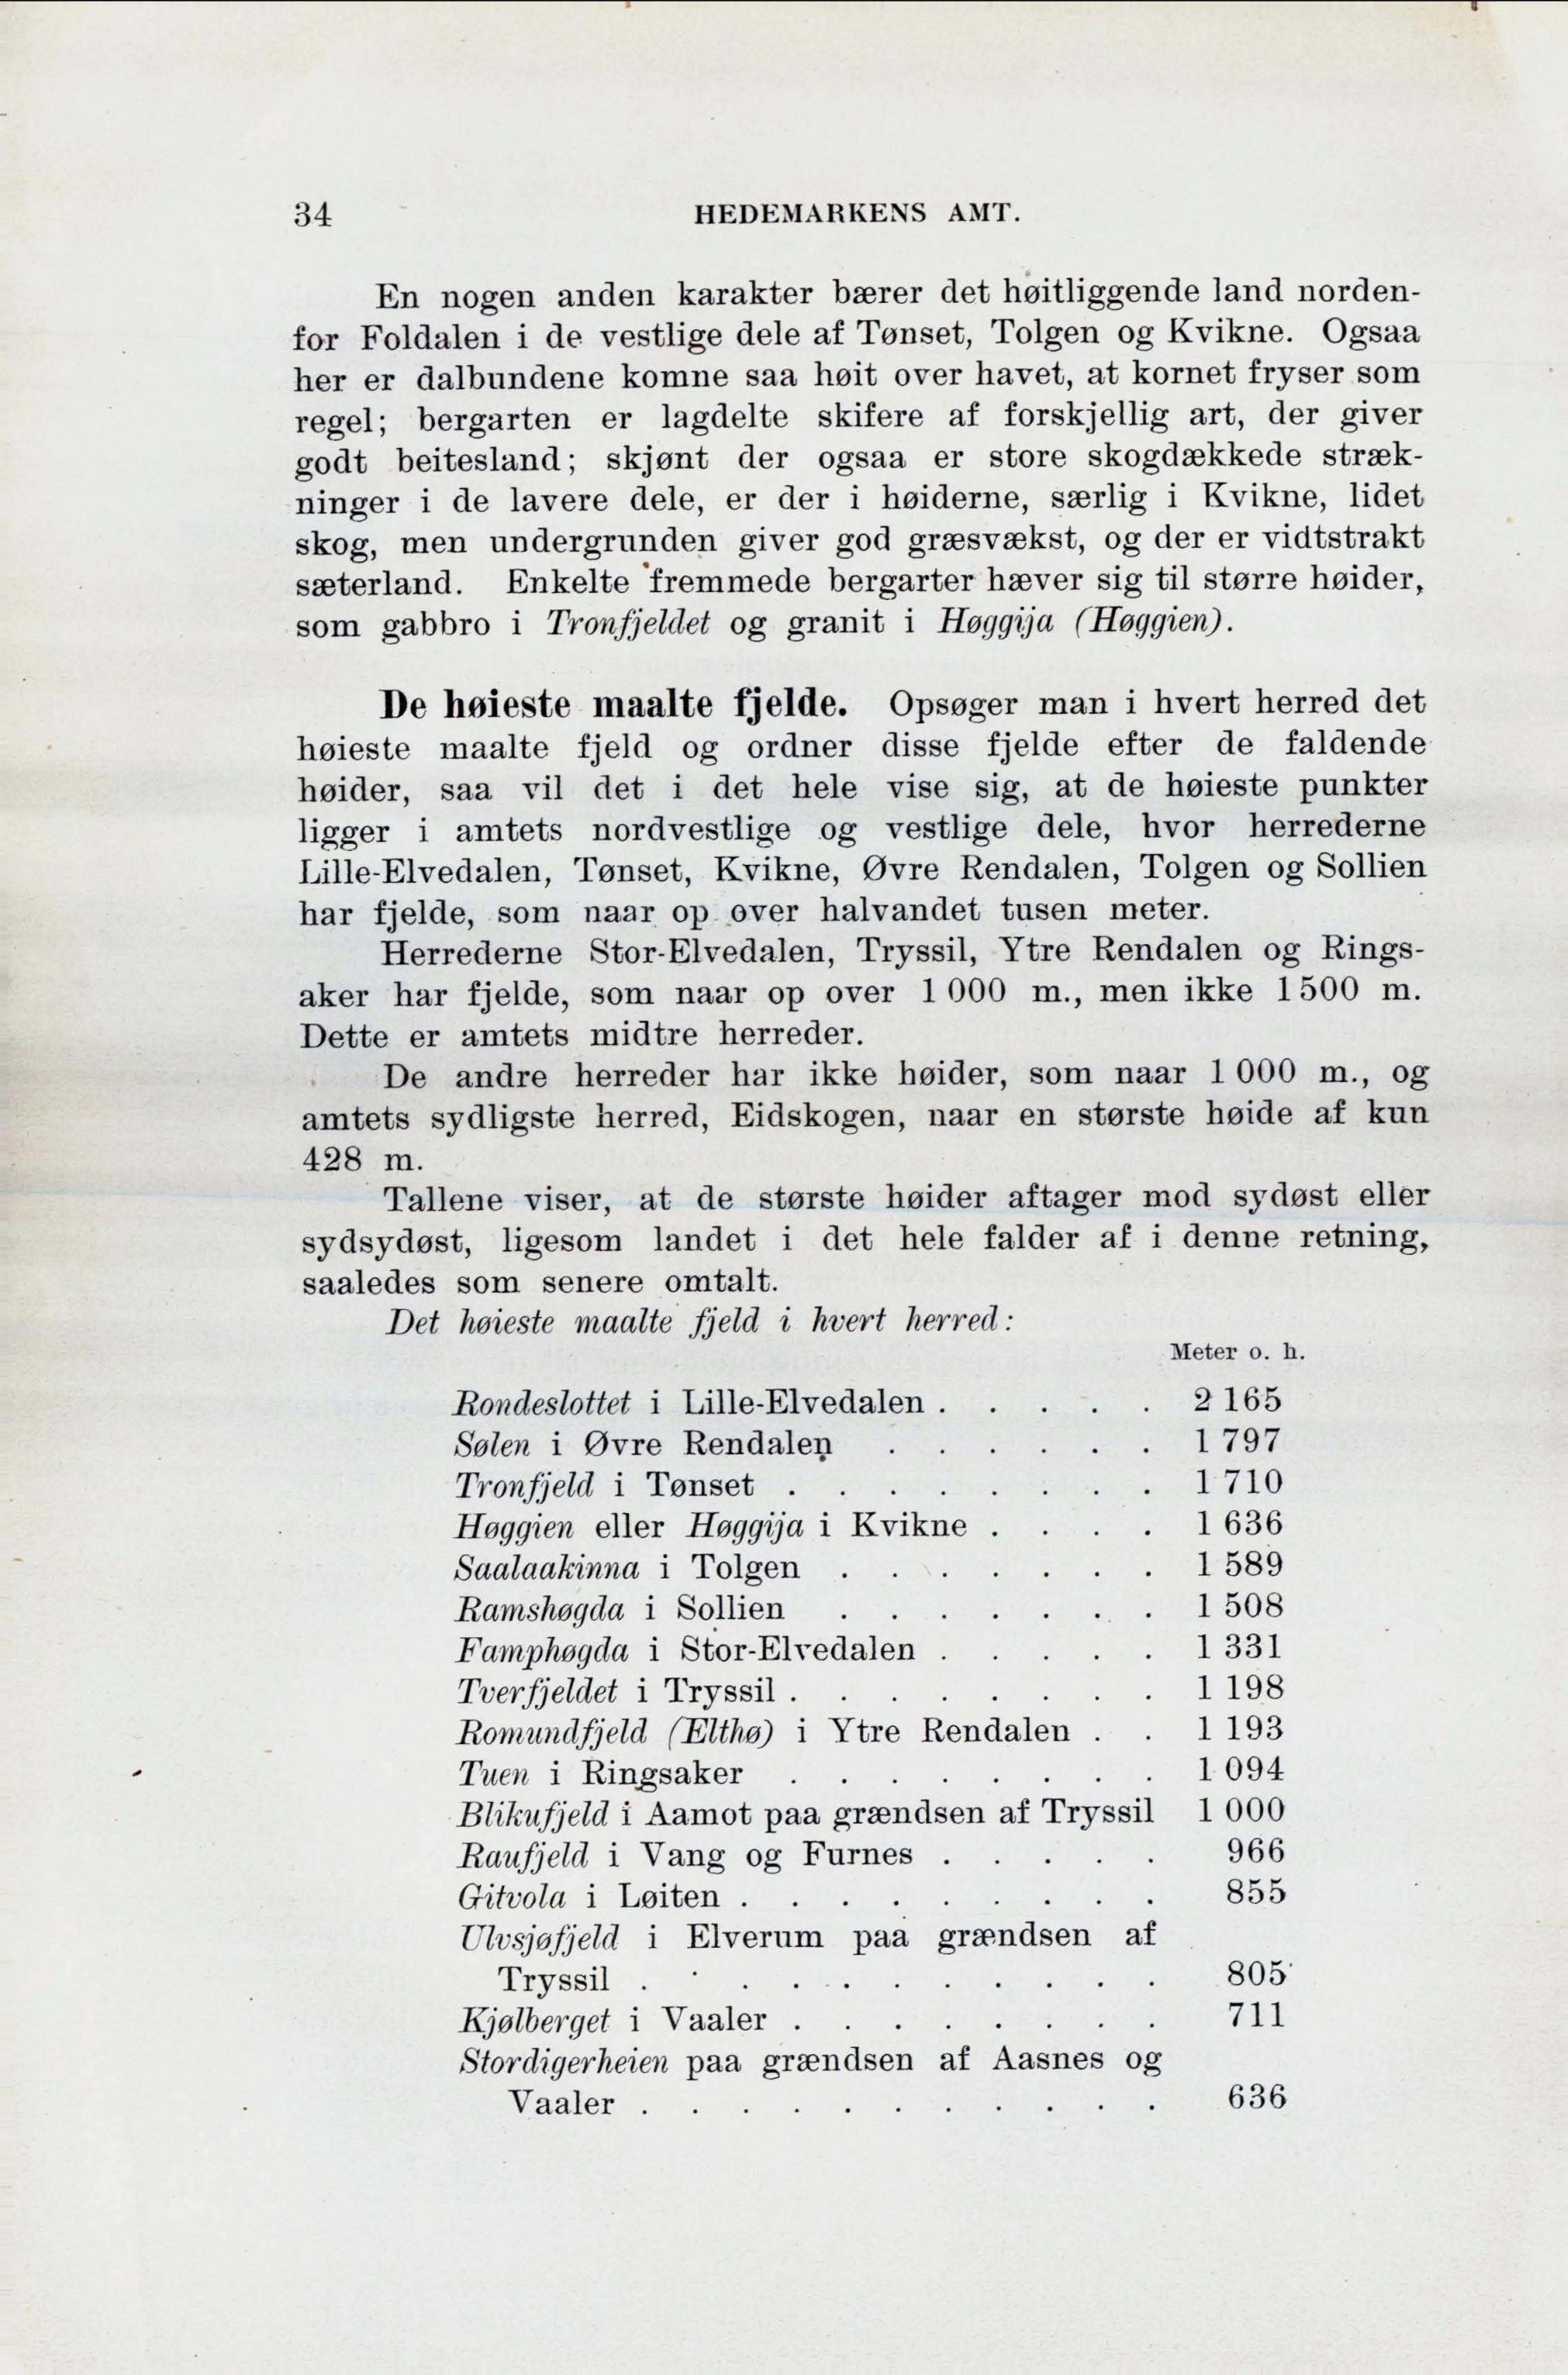 34 HEDEMARKENS AMT.
En nogen anden karakter bærer det høitliggende land norden-
for Foldalen i de vestlige dele af Tønset, Tolgen og Kvikne. Ogsaa
her er dalbundene komne saa høit over havet, at kornet fryser som
regel; bergarten er lagdelte skifere af forskjellig art, der giver
godt beitesland; skjønt der ogsaa er store skogdækkede stræk-
ninger i de lavere dele, er der i høiderne, særlig i Kvikne, lidet
skog, men undergrunden giver god græsvækst, og der er vidtstrakt
sæterland. Enkelte fremmede bergarter hæver sig til større høider,
som gabbro i Tronfjeldet og granit i Høggija (Høggien).
De høieste maalte fjelde. Opsøger man i hvert herred det
høieste maalte fjeld og ordner disse fjelde efter de faldende
høider, saa vil det i det hele vise sig, at de høieste punkter
ligger i amtets nordvestlige og vestlige dele, hvor herrederne
Lille-Elvedalen, Tønset, Kvikne, Øvre Rendalen, Tolgen og Sollien
har fjelde, som naar op over halvandet tusen meter.
Herrederne Stor-Elvedalen, Tryssil, Ytre Rendalen og Rings-
aker har fjelde, som naar op over 1 000 m., men ikke 1 500 m.
Dette er amtets midtre herreder.
De andre herreder har ikke høider, som naar 1 000 m., og
amtets sydligste herred, Eidskogen, naar en største høide af kun
428 m.
Tallene viser, at de største høider aftager mod sydøst eller
sydsydøst, ligesom landet i det hele falder af i denne retning,
saaledes som senere omtalt.
Det høieste maalte fjeld i hvert herred:
Meter o. h.
Rondeslottet i Lille-Elvedalen . . . . . 2 165
Sølen i Øvre Rendalen . . . . . . 1 797
Tronfjeld i Tønset . . . . . . . . 1 710
Høggien eller Høggija i Kvikne . . . . 1 636
Saalaakinna i Tolgen . . . . . . . 1 589
Ramshøgda i Sollien . . . . . . . 1 508
Famphøgda i Stor-Elvedalen . . . . . 1 331
Tverfjeldet i Tryssil . . . . . . . . 1 198
Romundfjeld (Elthø) i Ytre Rendalen . . 1 193
Tuen i Ringsaker . . . . . . . . 1 094
Blikufjeld i Aamot paa grændsen af Tryssil 1 000
Raufjeld i Vang og Furnes . . . . . 966
Gitvola i Løiten . . . . . . . . . 855
Ulvsjøfjeld i Elverum paa grændsen af
Tryssil . . . . . . . . . . . 805
Kjølberget i Vaaler . . . . . . . . 711
Stordigerheien paa grændsen af Aasnes og
Vaaler . . . . . . . . . . . 636